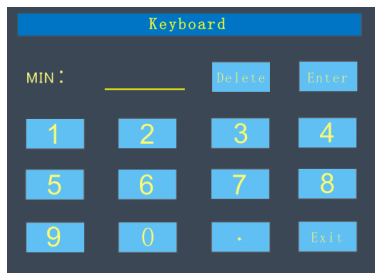 Keyboard
MIN: Delete Enter
1 2 3 4
5 6 7 8
9 0 . Exit